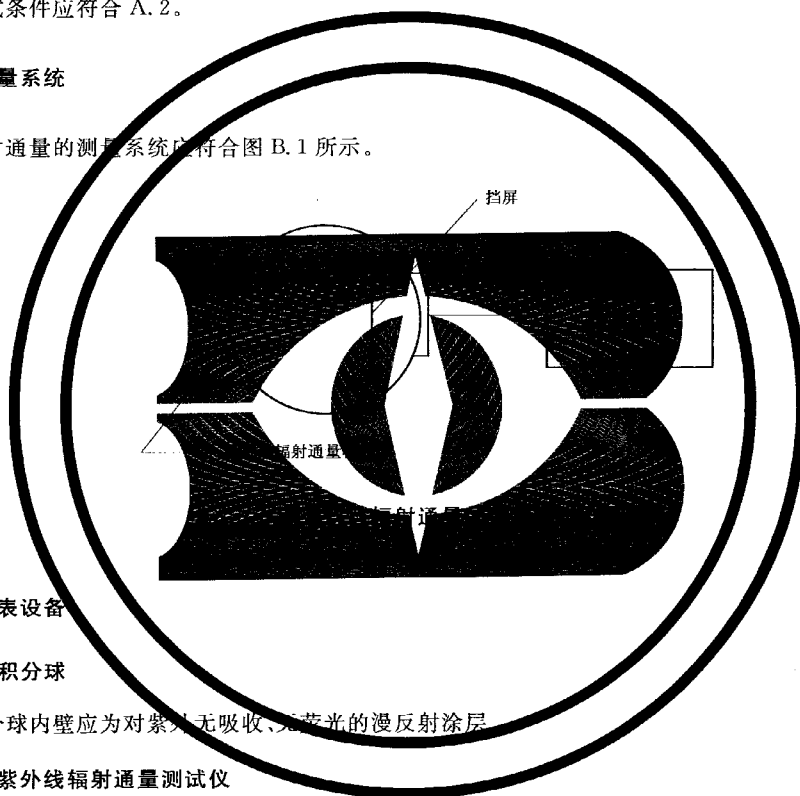 条件应符合 A.2。
量系统
通量的测量系统应符合图 B.1 所示。
挡屏
辐射通量
辐射通量
表设备
积分球
球内壁应为对紫外无吸收、无荧光的漫反射涂层
紫外线辐射通量测试仪